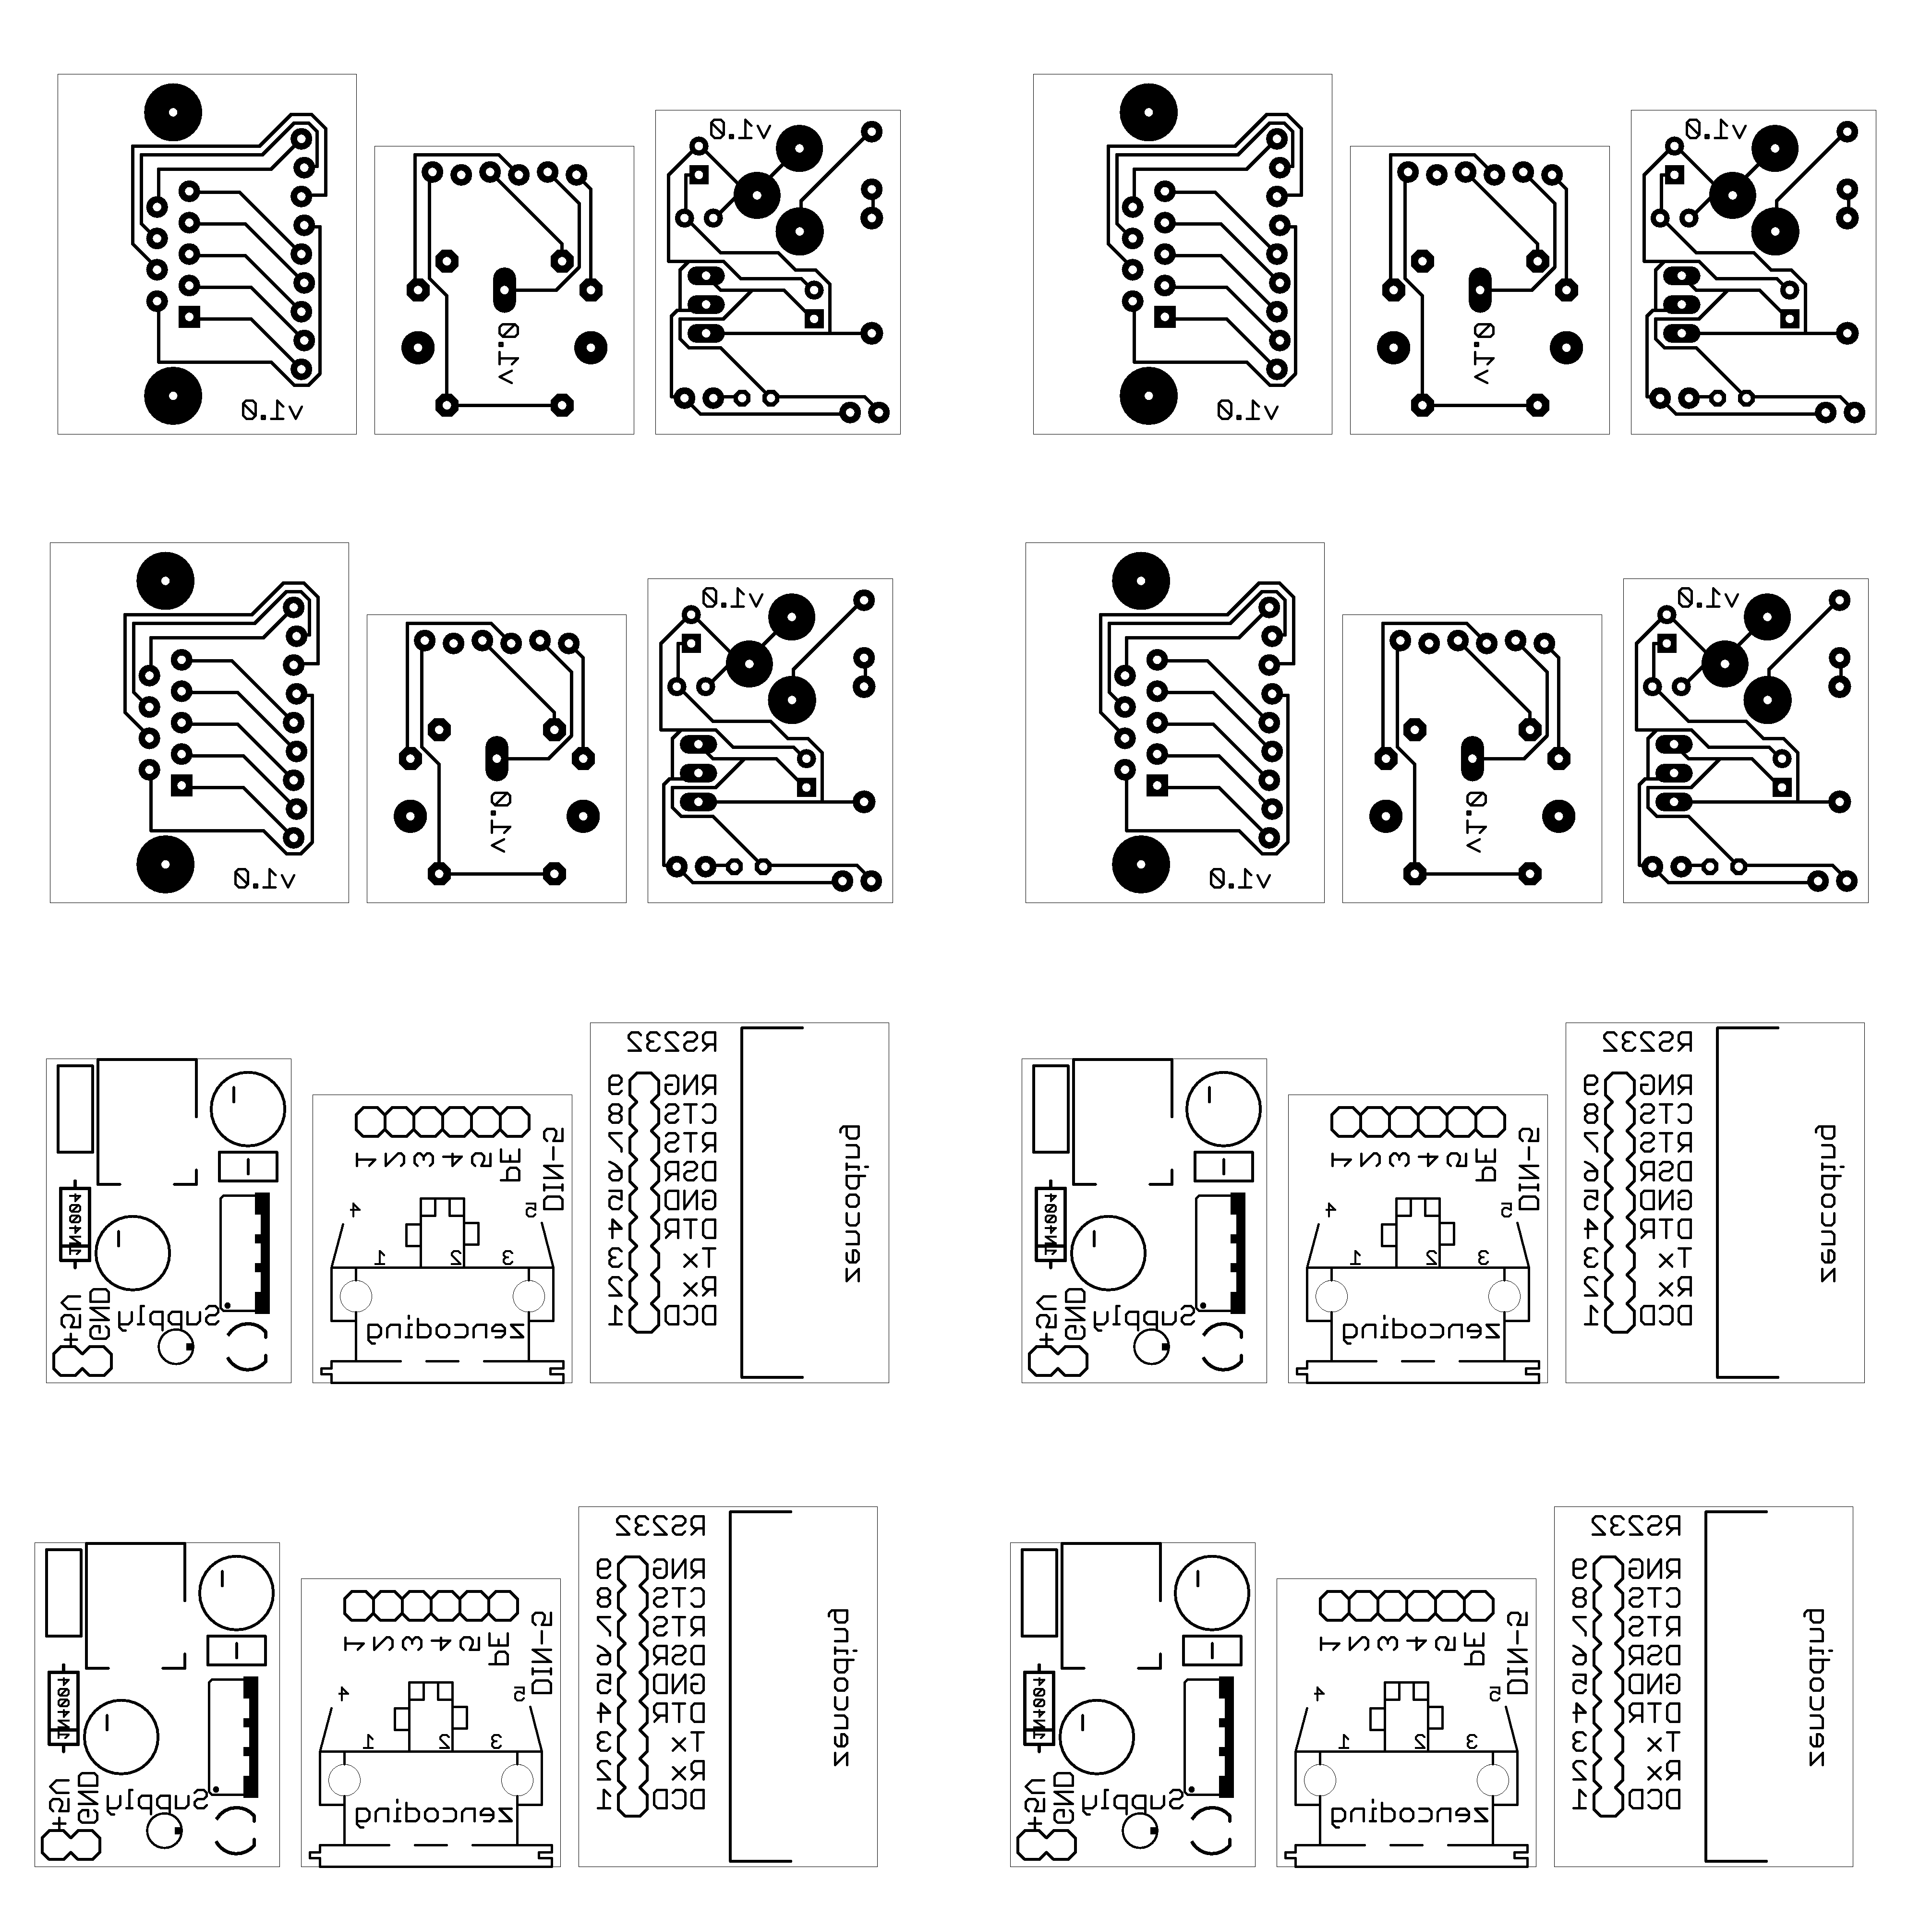 v1.0
v1.0
v1.0
v1.0
v1.0
v1.0
v1.0
v1.0
v1.0
v1.0
v1.0
v1.0
1N4004
+5V
GND
Supply
1
2
3
4
5
PE
DIN-5
4
5
1
2
3
zencoding
RS232
RNG 9
CTS 8
RTS 7
DSR 6
GND 5
DTR 4
Tx 3
Rx 2
DCD 1
zencoding
1N4004
+5V
GND
Supply
1
2
3
4
5
PE
DIN-5
4
5
1
2
3
zencoding
RS232
RNG 9
CTS 8
RTS 7
DSR 6
GND 5
DTR 4
Tx 3
Rx 2
DCD 1
zencoding
1N4004
+5V
GND
Supply
1
2
3
4
5
PE
DIN-5
4
5
1
2
3
zencoding
RS232
RNG 9
CTS 8
RTS 7
DSR 6
GND 5
DTR 4
Tx 3
Rx 2
DCD 1
zencoding
1N4004
+5V
GND
Supply
1
2
3
4
5
PE
DIN-5
4
5
1
2
3
zencoding
RS232
RNG 9
CTS 8
RTS 7
DSR 6
GND 5
DTR 4
Tx 3
Rx 2
DCD 1
zencoding